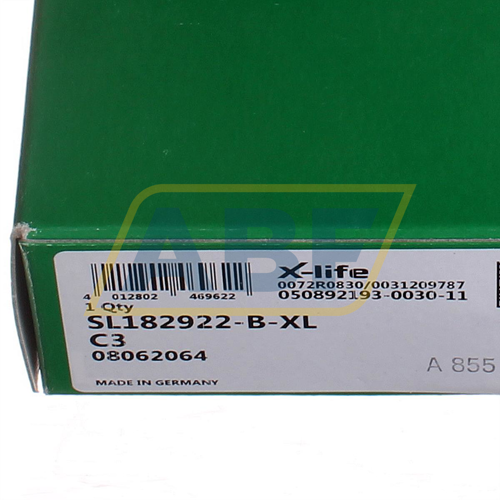 ABF
X-life
0072R0830/0031209787
050892193-0030-11
4 012802 469622
1 Qty
SL182922-B-XL
C3
08062064
A 855
MADE IN GERMANY